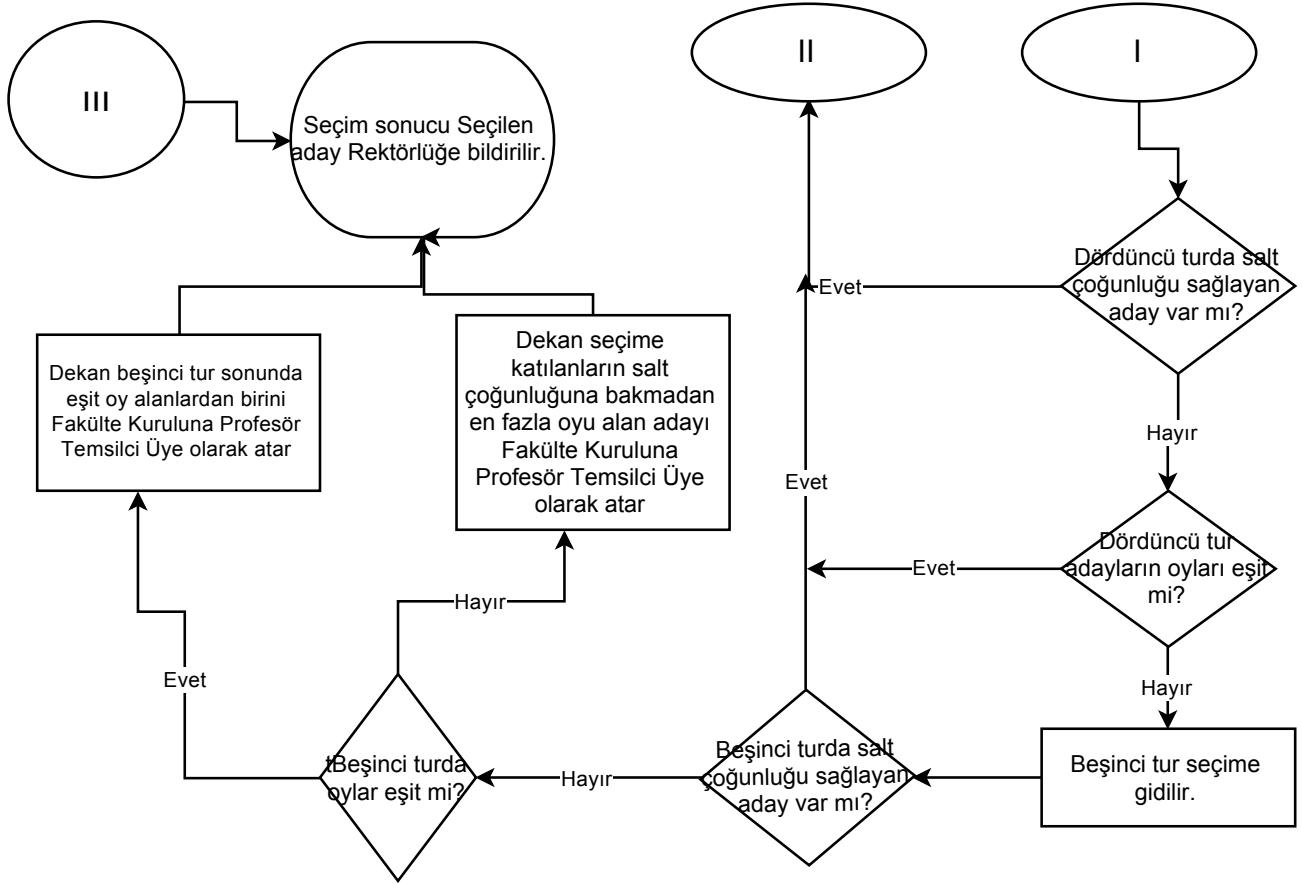 III
Seçim sonucu Seçilen
aday Rektörlüğe bildirilir.
II
I
Dördüncü turda salt
çoğunluğu sağlayan
aday var mı?
Evet
Hayır
Dekan beşinci tur sonunda
eşit oy alanlardan birini
Fakülte Kuruluna Profesör
Temsilci Üye olarak atar
Dekan seçime
katılanların salt
çoğunluğuna bakmadan
en fazla oyu alan adayı
Fakülte Kuruluna
Profesör Temsilci Üye
olarak atar
Evet
Dördüncü tur
adayların oyları eşit
mi?
Evet
Hayır
Hayır
Evet
Beşinci tur seçime
gidilir.
Beşinci turda salt
çoğunluğu sağlayan
aday var mı?
Hayır
tBeşinci turda
oylar eşit mi?